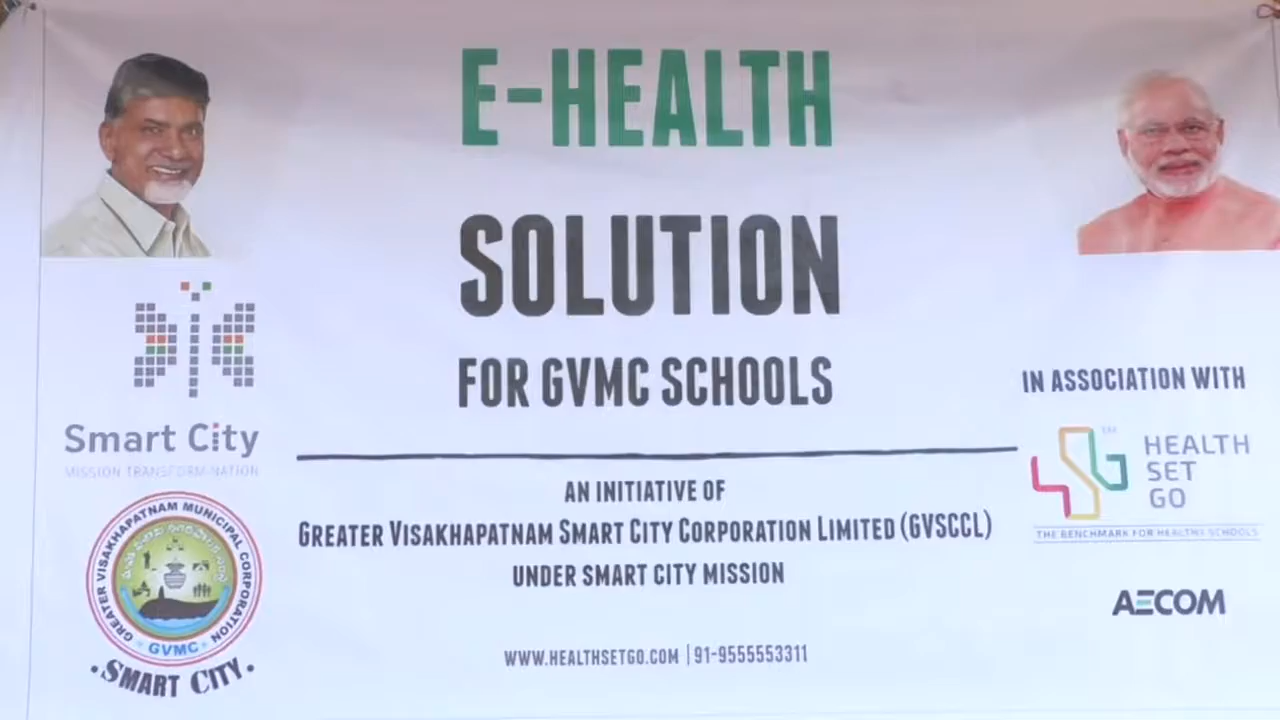 E-HEALTH
SOLUTION
FOR GVMC SCHOOLS
Smart City
MISSION TRANSFORM-NATION
GREATER VISAKHAPATNAM MUNICIPAL CORPORATION
GVMC
SMART CITY
AN INITIATIVE OF
GREATER VISAKHAPATNAM SMART CITY CORPORATION LIMITED (GVSCCL)
UNDER SMART CITY MISSION
WWW.HEALTHSETGO.COM | 91-9555553311
IN ASSOCIATION WITH
TM
HEALTH
SET
GO
THE BENCHMARK FOR HEALTHY SCHOOLS
AECOM